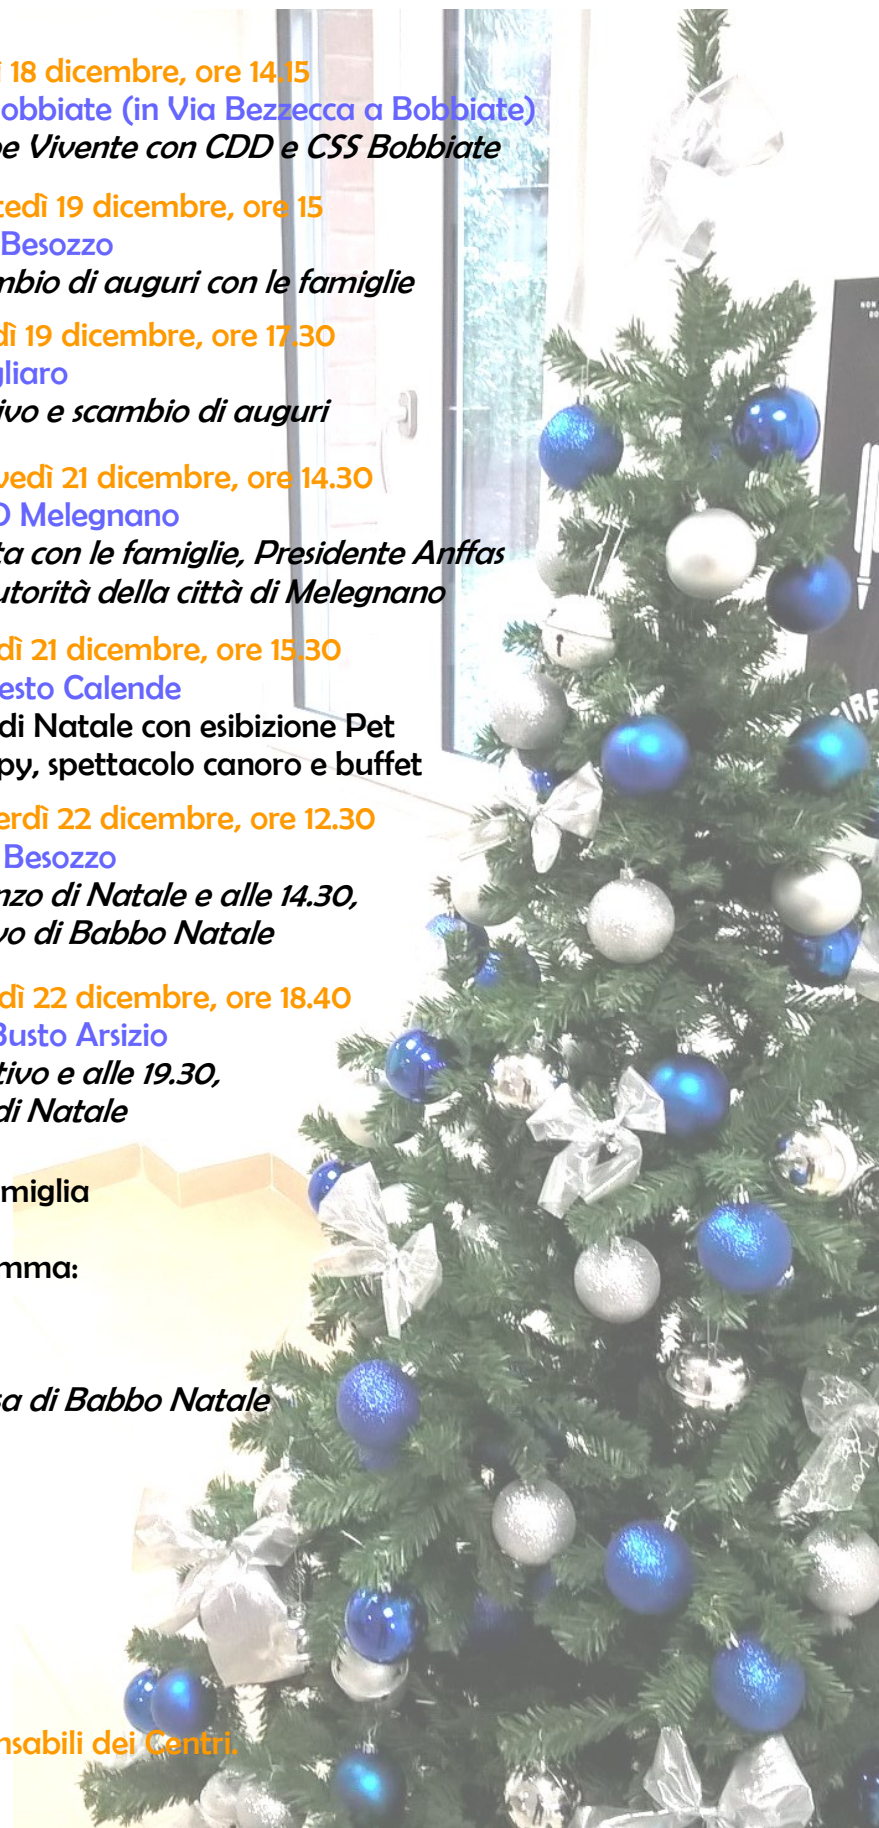 ì 18 dicembre, ore 14.15
obbiate (in Via Bezzecca a Bobbiate)
pe Vivente con CDD e CSS Bobbiate
tedì 19 dicembre, ore 15
Besozzo
mbio di auguri con le famiglie
dì 19 dicembre, ore 17.30
gliaro
ivo e scambio di auguri
vedì 21 dicembre, ore 14.30
D Melegnano
ta con le famiglie, Presidente Anffas
utorità della città di Melegnano
dì 21 dicembre, ore 15.30
esto Calende
di Natale con esibizione Pet
py, spettacolo canoro e buffet
erdì 22 dicembre, ore 12.30
Besozzo
nzo di Natale e alle 14.30,
vo di Babbo Natale
dì 22 dicembre, ore 18.40
Busto Arsizio
tivo e alle 19.30,
di Natale
miglia
mma:
sa di Babbo Natale
nsabili dei Centri.